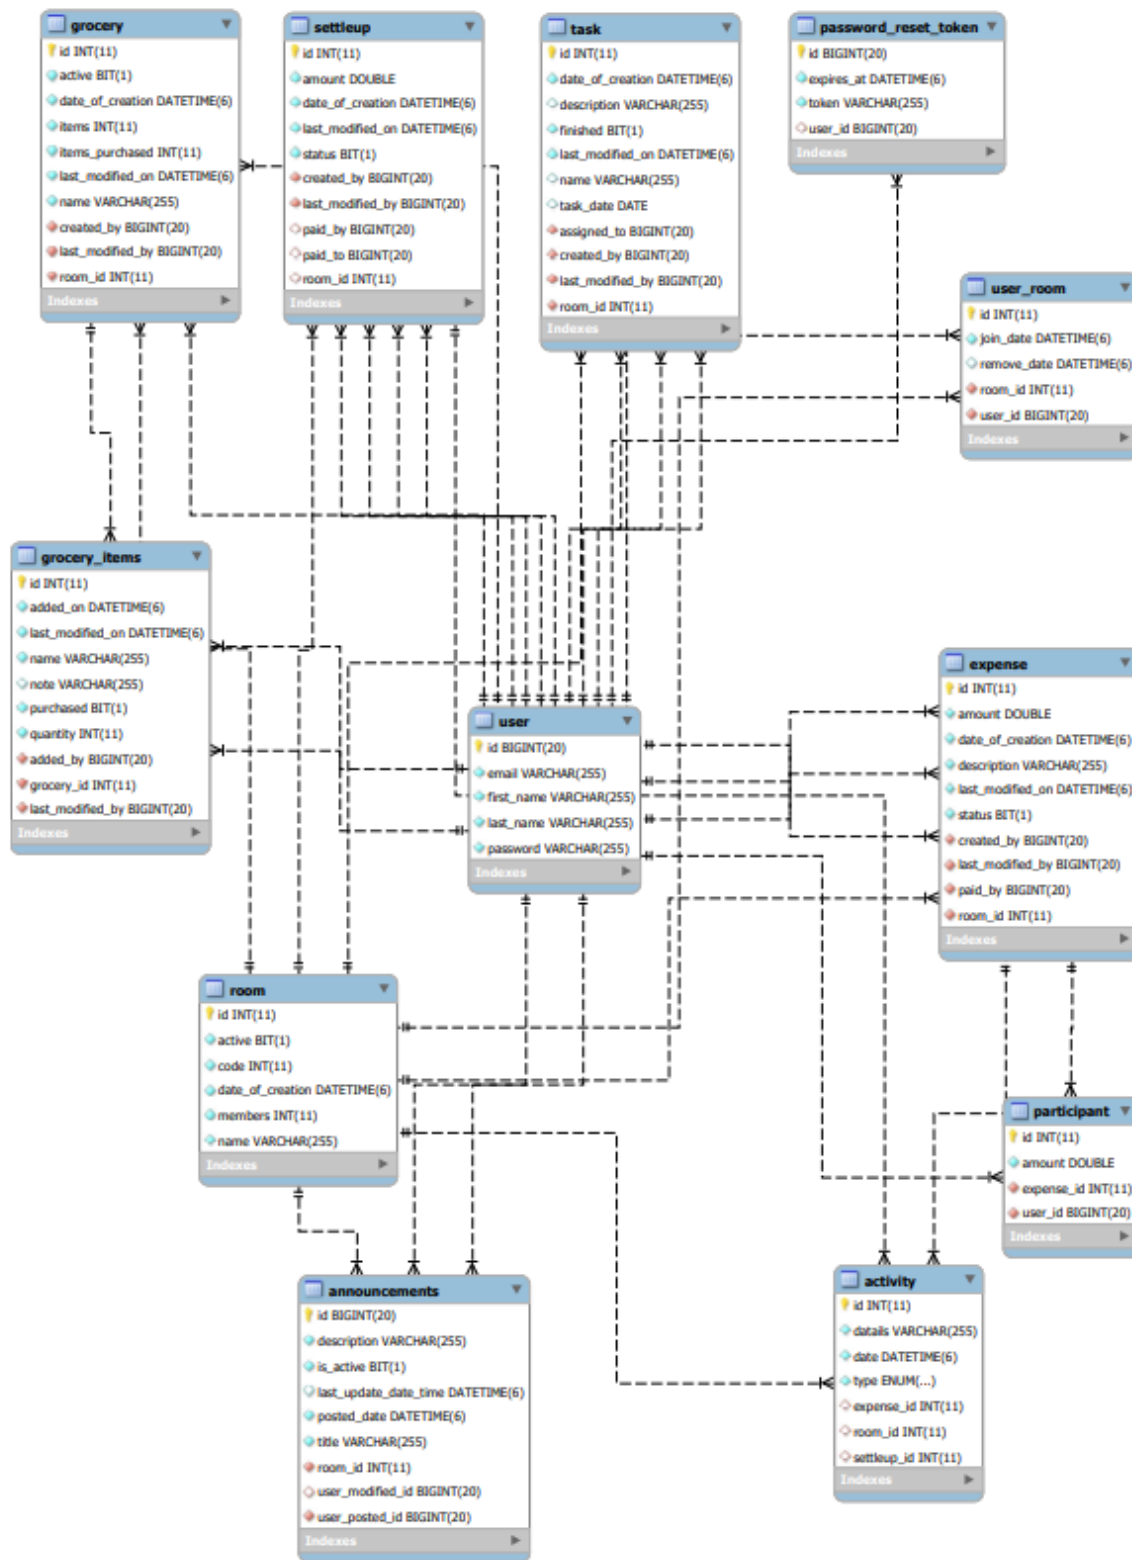 grocery
id INT(11)
active BIT(1)
date_of_creation DATETIME(6)
items INT(11)
items_purchased INT(11)
last_modified_on DATETIME(6)
name VARCHAR(255)
created_by BIGINT(20)
last_modified_by BIGINT(20)
room_id INT(11)
Indexes
settleup
id INT(11)
amount DOUBLE
date_of_creation DATETIME(6)
last_modified_on DATETIME(6)
status BIT(1)
created_by BIGINT(20)
last_modified_by BIGINT(20)
paid_by BIGINT(20)
paid_to BIGINT(20)
room_id INT(11)
Indexes
task
id INT(11)
date_of_creation DATETIME(6)
description VARCHAR(255)
finished BIT(1)
last_modified_on DATETIME(6)
name VARCHAR(255)
task_date DATE
assigned_to BIGINT(20)
created_by BIGINT(20)
last_modified_by BIGINT(20)
room_id INT(11)
Indexes
password_reset_token
id BIGINT(20)
expires_at DATETIME(6)
token VARCHAR(255)
user_id BIGINT(20)
Indexes
user_room
id INT(11)
join_date DATETIME(6)
remove_date DATETIME(6)
room_id INT(11)
user_id BIGINT(20)
Indexes
grocery_items
id INT(11)
added_on DATETIME(6)
last_modified_on DATETIME(6)
name VARCHAR(255)
note VARCHAR(255)
purchased BIT(1)
quantity INT(11)
added_by BIGINT(20)
grocery_id INT(11)
last_modified_by BIGINT(20)
Indexes
user
id BIGINT(20)
email VARCHAR(255)
first_name VARCHAR(255)
last_name VARCHAR(255)
password VARCHAR(255)
Indexes
expense
id INT(11)
amount DOUBLE
date_of_creation DATETIME(6)
description VARCHAR(255)
last_modified_on DATETIME(6)
status BIT(1)
created_by BIGINT(20)
last_modified_by BIGINT(20)
paid_by BIGINT(20)
room_id INT(11)
Indexes
room
id INT(11)
active BIT(1)
code INT(11)
date_of_creation DATETIME(6)
members INT(11)
name VARCHAR(255)
Indexes
participant
id INT(11)
amount DOUBLE
expense_id INT(11)
user_id BIGINT(20)
Indexes
announcements
id BIGINT(20)
description VARCHAR(255)
is_active BIT(1)
last_update_date_time DATETIME(6)
posted_date DATETIME(6)
title VARCHAR(255)
room_id INT(11)
user_modified_id BIGINT(20)
user_posted_id BIGINT(20)
Indexes
activity
id INT(11)
datails VARCHAR(255)
date DATETIME(6)
type ENUM(...)
expense_id INT(11)
room_id INT(11)
settleup_id INT(11)
Indexes